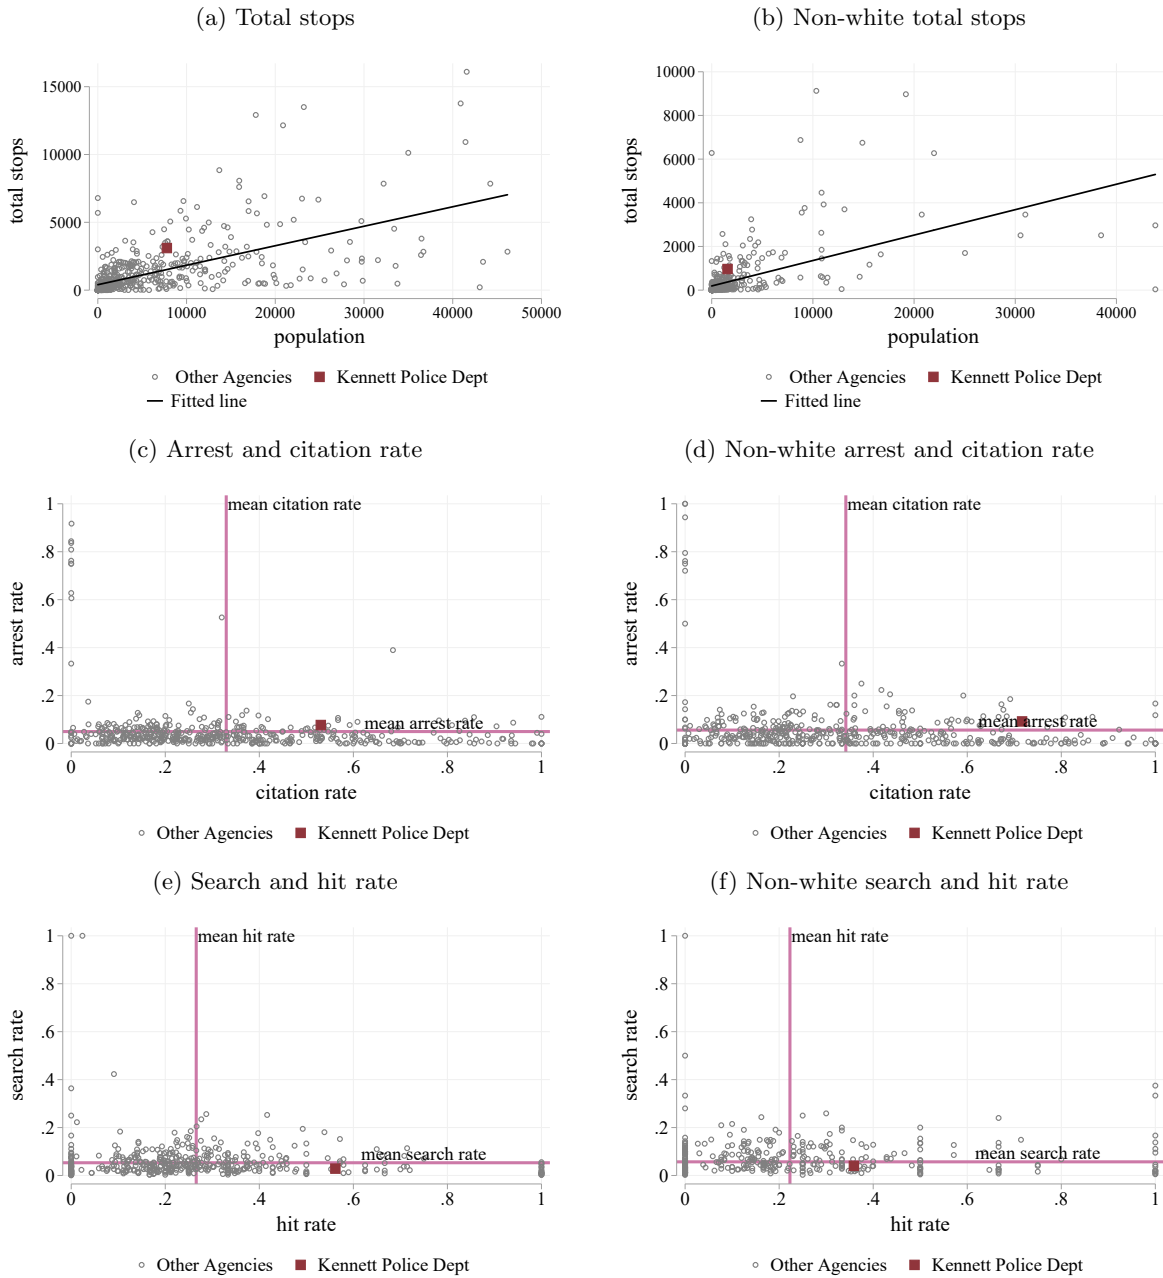 (a) Total stops
(b) Non-white total stops
total stops
15000
10000
5000
0
0 10000 20000 30000 40000 50000
population
Other Agencies Kennett Police Dept
Fitted line
total stops
10000
8000
6000
4000
2000
0
0 10000 20000 30000 40000
population
Other Agencies Kennett Police Dept
Fitted line
(c) Arrest and citation rate
(d) Non-white arrest and citation rate
arrest rate
1
.8
.6
.4
.2
0
mean citation rate
mean arrest rate
0 .2 .4 .6 .8 1
citation rate
Other Agencies Kennett Police Dept
arrest rate
1
.8
.6
.4
.2
0
mean citation rate
mean arrest rate
0 .2 .4 .6 .8 1
citation rate
Other Agencies Kennett Police Dept
(e) Search and hit rate
(f) Non-white search and hit rate
search rate
1
.8
.6
.4
.2
0
mean hit rate
mean search rate
0 .2 .4 .6 .8 1
hit rate
Other Agencies Kennett Police Dept
search rate
1
.8
.6
.4
.2
0
mean hit rate
mean search rate
0 .2 .4 .6 .8 1
hit rate
Other Agencies Kennett Police Dept